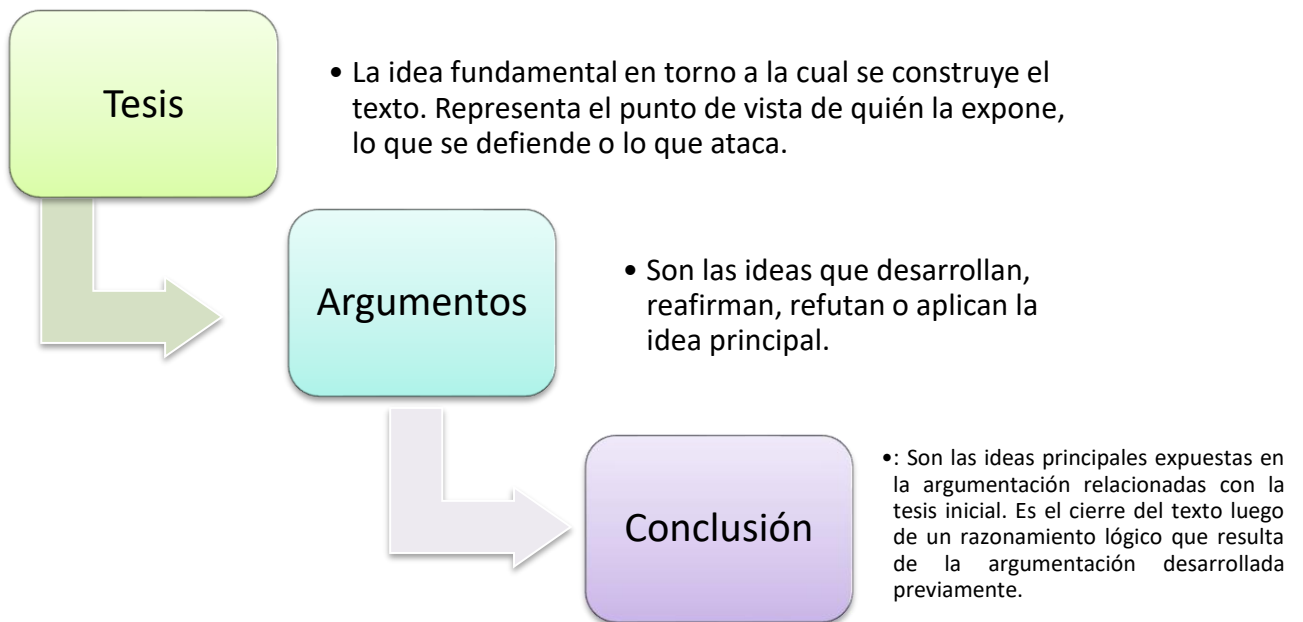 Tesis
• La idea fundamental en torno a la cual se construye el
texto. Representa el punto de vista de quién la expone,
lo que se defiende o lo que ataca.
Argumentos
• Son las ideas que desarrollan,
reafirman, refutan o aplican la
idea principal.
Conclusión
•: Son las ideas principales expuestas en
la argumentación relacionadas con la
tesis inicial. Es el cierre del texto luego
de un razonamiento lógico que resulta
de la argumentación desarrollada
previamente.